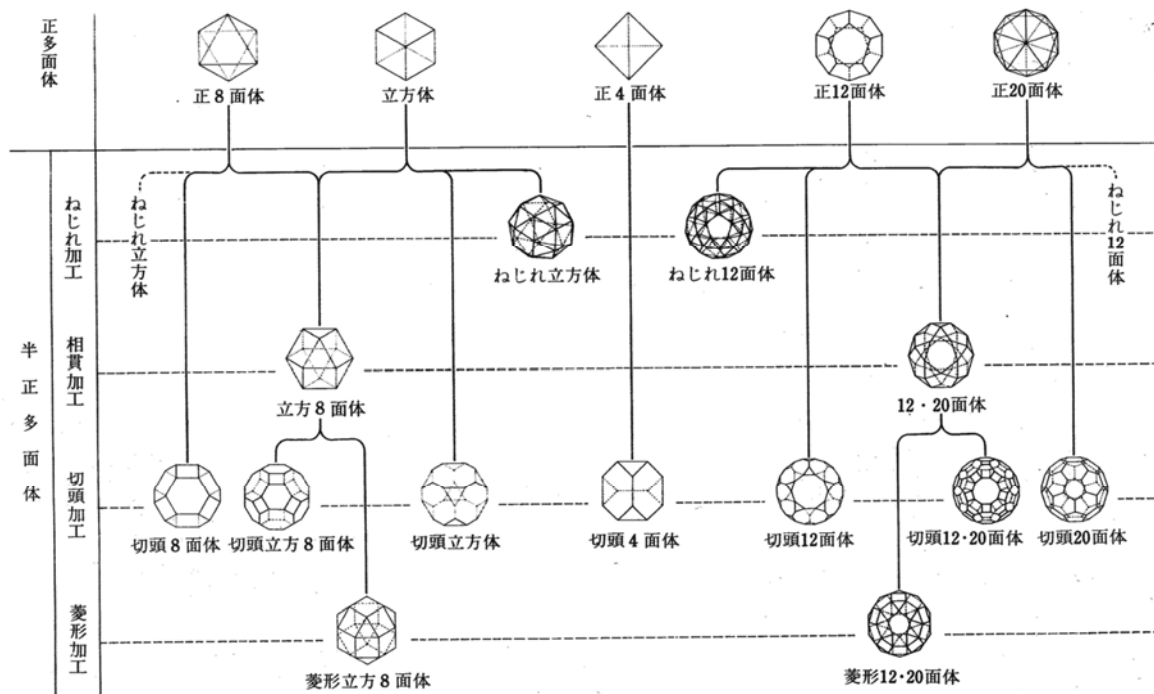 正多面体
正8面体
立方体
正4面体
正12面体
正20面体
半正多面体
ねじれ加工
ねじれ立方体
ねじれ立方体
ねじれ12面体
ねじれ12面体
相貫加工
立方8面体
12・20面体
切頭加工
切頭8面体
切頭立方8面体
切頭立方体
切頭4面体
切頭12面体
切頭12・20面体
切頭20面体
菱形加工
菱形立方8面体
菱形12・20面体